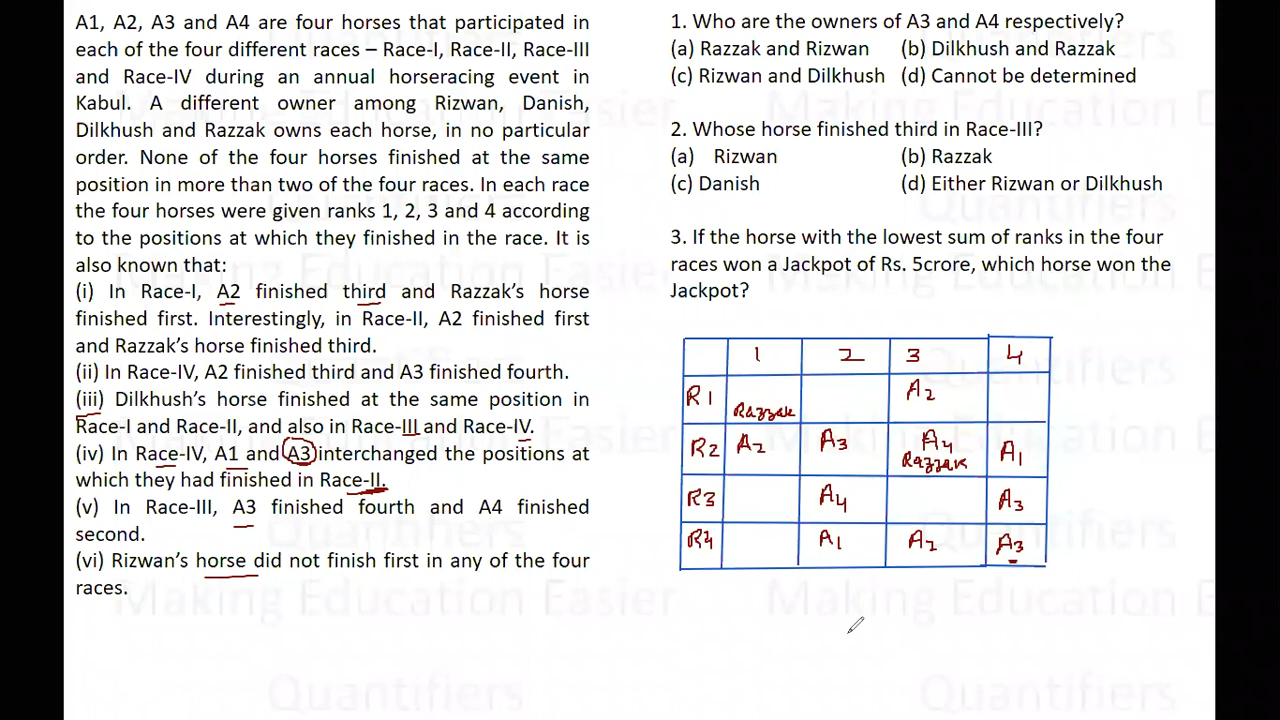 A1, A2, A3 and A4 are four horses that participated in
each of the four different races – Race-I, Race-II, Race-III
and Race-IV during an annual horseracing event in
Kabul. A different owner among Rizwan, Danish,
Dilkhush and Razzak owns each horse, in no particular
order. None of the four horses finished at the same
position in more than two of the four races. In each race
the four horses were given ranks 1, 2, 3 and 4 according
to the positions at which they finished in the race. It is
also known that:
(i) In Race-I, A2 finished third and Razzak's horse
finished first. Interestingly, in Race-II, A2 finished first
and Razzak's horse finished third.
(ii) In Race-IV, A2 finished third and A3 finished fourth.
(iii) Dilkhush's horse finished at the same position in
Race-I and Race-II, and also in Race-III and Race-IV.
(iv) In Race-IV, A1 and A3 interchanged the positions at
which they had finished in Race-II.
(v) In Race-III, A3 finished fourth and A4 finished
second.
(vi) Rizwan's horse did not finish first in any of the four
races.
1. Who are the owners of A3 and A4 respectively?
(a) Razzak and Rizwan (b) Dilkhush and Razzak
(c) Rizwan and Dilkhush (d) Cannot be determined
2. Whose horse finished third in Race-III?
(a) Rizwan (b) Razzak
(c) Danish (d) Either Rizwan or Dilkhush
3. If the horse with the lowest sum of ranks in the four
races won a Jackpot of Rs. 5crore, which horse won the
Jackpot?
1 2 3 4
R1 Razzak A2
R2 A2 A3 A4 Razzak A1
R3 A4 A3
R4 A1 A2 A3
Making Education Easier
Quantifiers